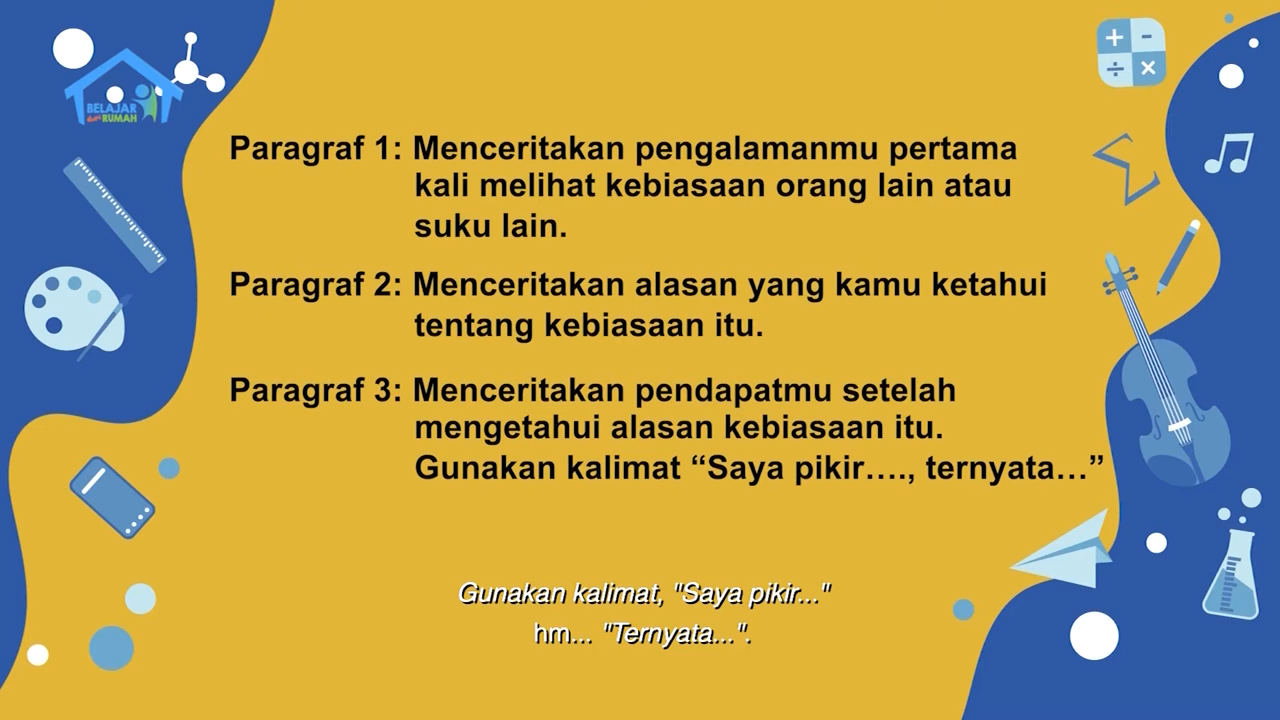 BELAJAR
dari RUMAH
Paragraf 1: Menceritakan pengalamanmu pertama
kali melihat kebiasaan orang lain atau
suku lain.
Paragraf 2: Menceritakan alasan yang kamu ketahui
tentang kebiasaan itu.
Paragraf 3: Menceritakan pendapatmu setelah
mengetahui alasan kebiasaan itu.
Gunakan kalimat “Saya pikir...., ternyata...”
Gunakan kalimat, "Saya pikir..."
hm... "Ternyata...".